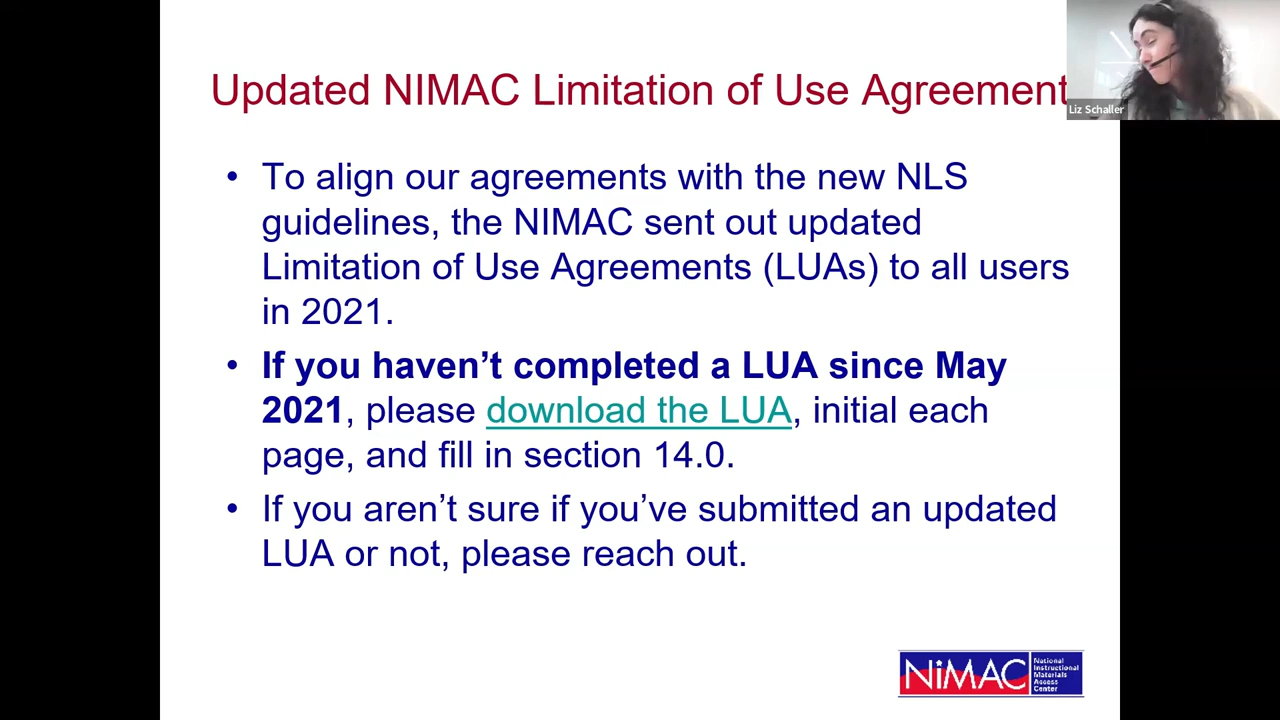 Updated NIMAC Limitation of Use Agreement
Liz Schaller
• To align our agreements with the new NLS
guidelines, the NIMAC sent out updated
Limitation of Use Agreements (LUAs) to all users
in 2021.
• If you haven’t completed a LUA since May
2021, please download the LUA, initial each
page, and fill in section 14.0.
• If you aren’t sure if you’ve submitted an updated
LUA or not, please reach out.
NiMAC
National
Instructional
Materials
Access
Center